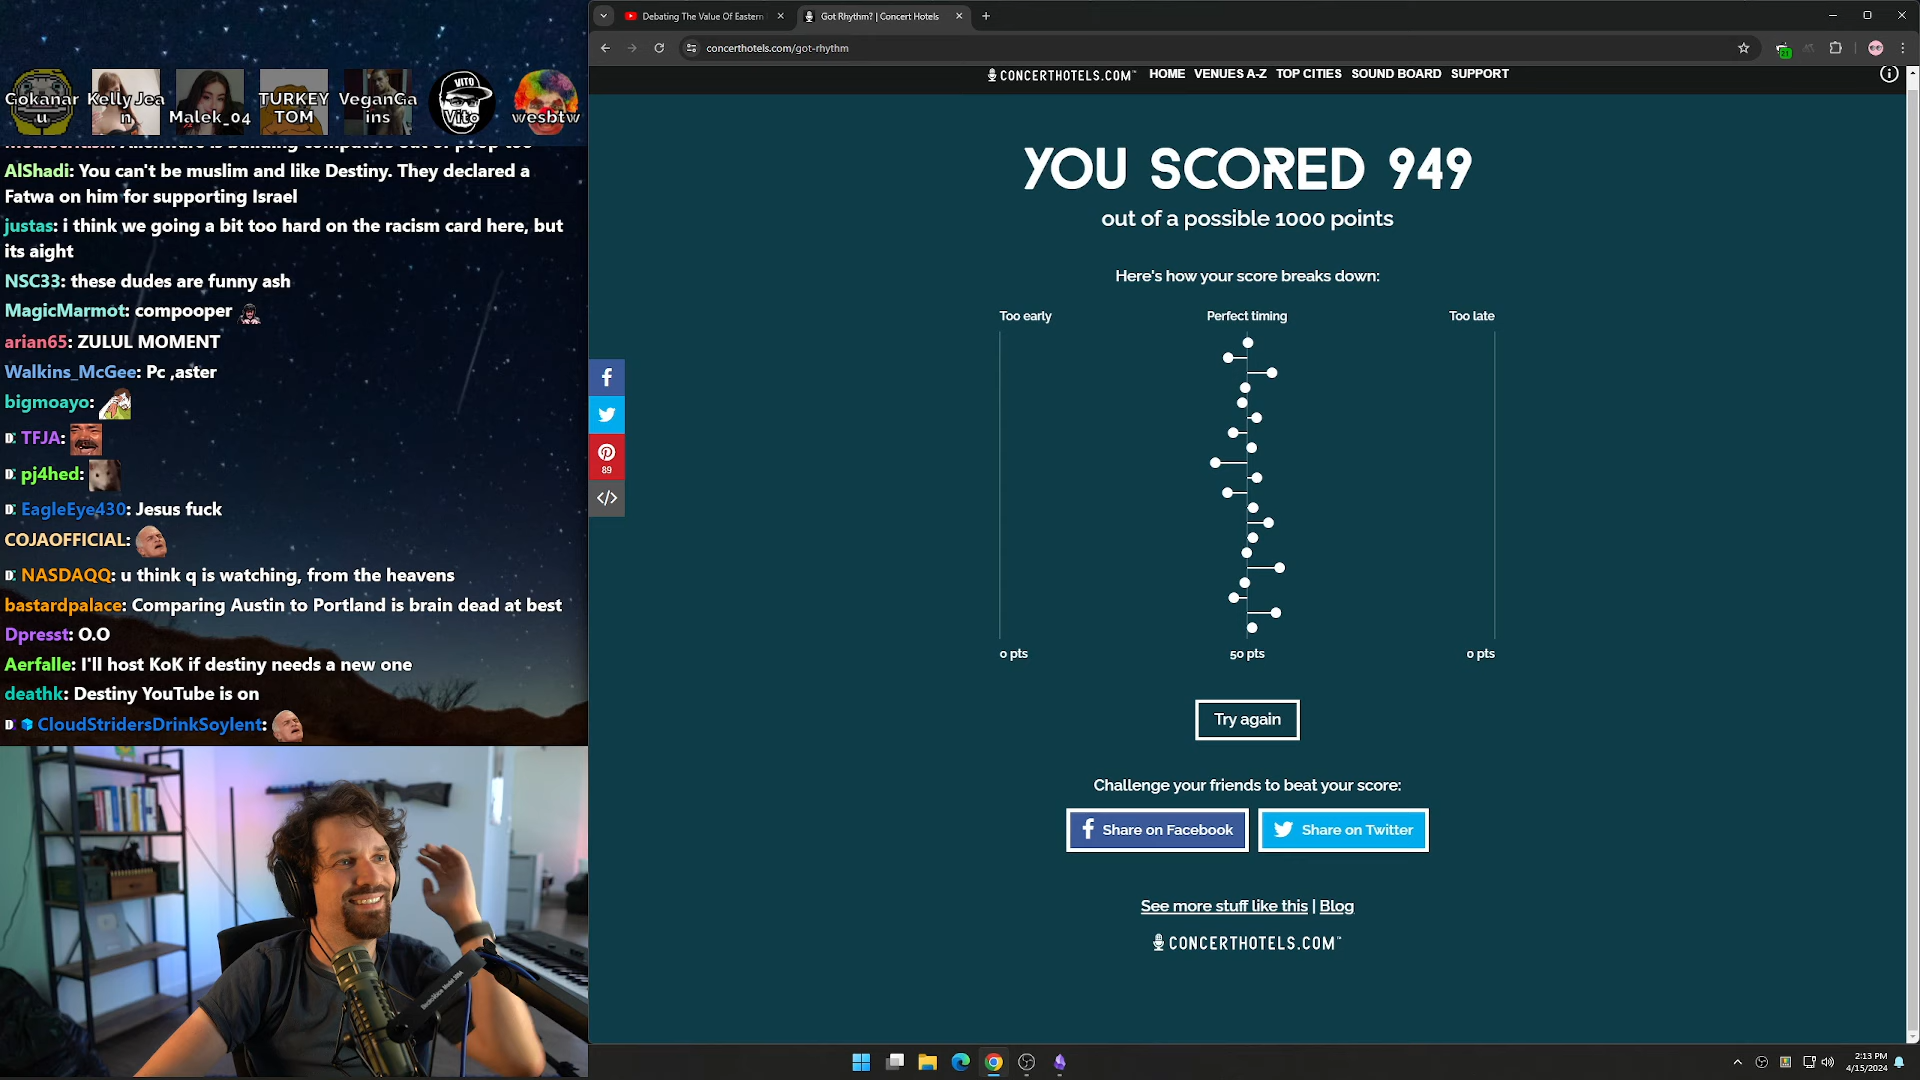 Debating The Value Of Eastern
Got Rhythm? | Concert Hotels
concerthotels.com/got-rhythm
21
CONCERTHOTELS.COM™
HOME VENUES A-Z TOP CITIES SOUND BOARD SUPPORT
Gokanar
u
Kelly Jea
n
Malek_04
TURKEY
TOM
VeganGa
ins
VITO
Vito
wesbtw
AlShadi: You can't be muslim and like Destiny. They declared a
Fatwa on him for supporting Israel
justas: i think we going a bit too hard on the racism card here, but
its aight
NSC33: these dudes are funny ash
MagicMarmot: compooper
arian65: ZULUL MOMENT
Walkins_McGee: Pc ,aster
bigmoayo:
D: TFJA:
D: pj4hed:
D: EagleEye430: Jesus fuck
COJAOFFICIAL:
D: NASDAQQ: u think q is watching, from the heavens
bastardpalace: Comparing Austin to Portland is brain dead at best
Dpresst: O.O
Aerfalle: I'll host KoK if destiny needs a new one
deathk: Destiny YouTube is on
D: CloudStridersDrinkSoylent:
YOU SCORED 949
out of a possible 1000 points
Here's how your score breaks down:
Too early
Perfect timing
Too late
0 pts
50 pts
0 pts
89
Try again
Challenge your friends to beat your score:
Share on Facebook
Share on Twitter
See more stuff like this | Blog
CONCERTHOTELS.COM™
2:13 PM
4/15/2024